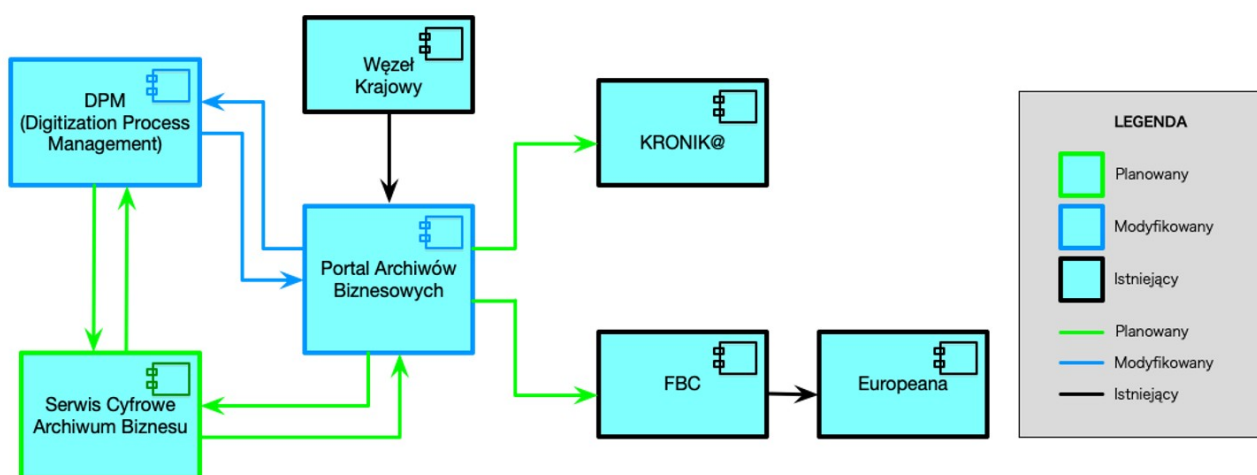 Węzeł
Krajowy
DPM
(Digitization Process
Management)
KRONIK@
Portal Archiwów
Biznesowych
Serwis Cyfrowe
Archiwum Biznesu
FBC
Europeana
LEGENDA
Planowany
Modyfikowany
Istniejący
Planowany
Modyfikowany
Istniejący